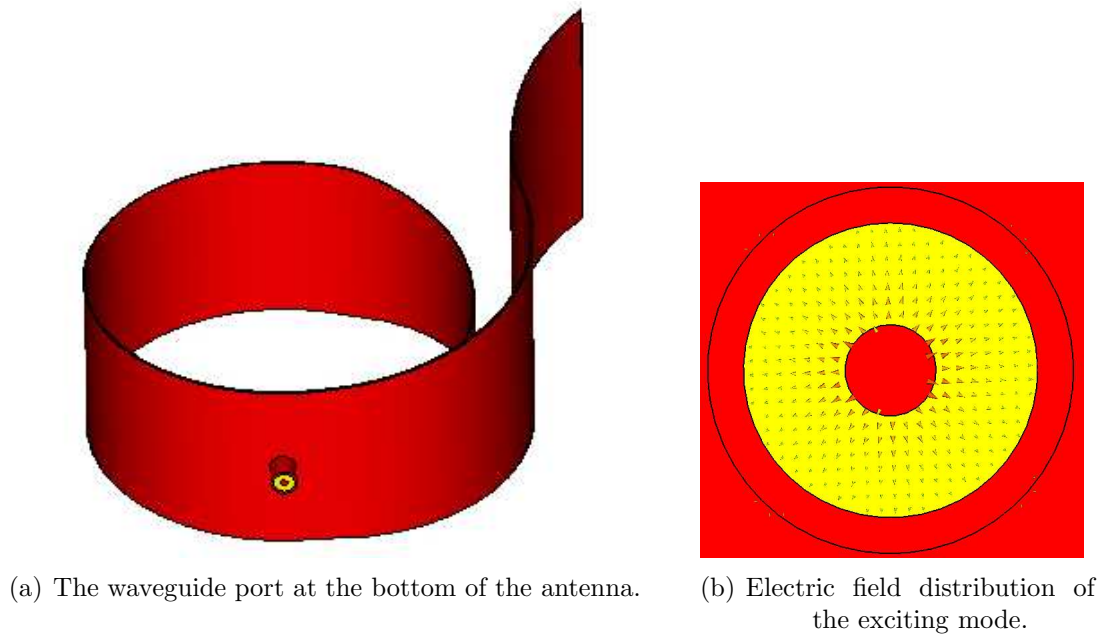 (a) The waveguide port at the bottom of the antenna.
(b) Electric field distribution of
the exciting mode.